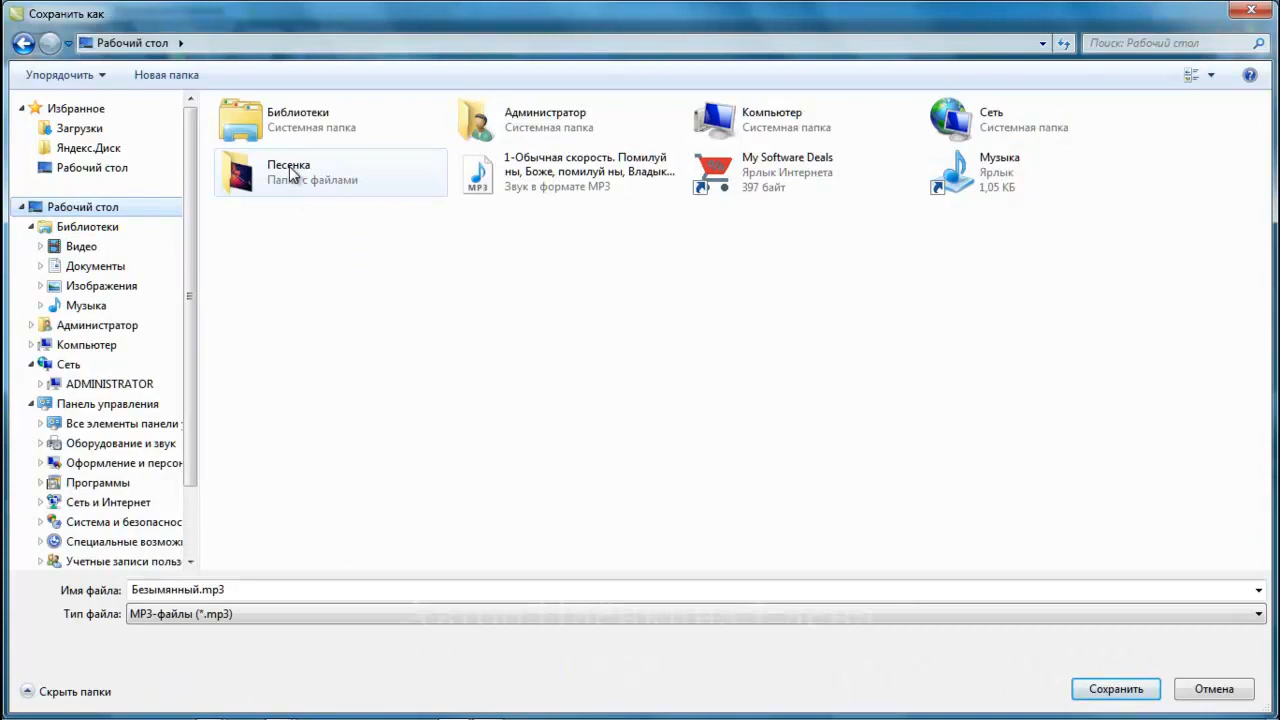 Сохранить как
Рабочий стол
Поиск: Рабочий стол
Упорядочить
Новая папка
Избранное
Загрузки
Яндекс.Диск
Рабочий стол
Рабочий стол
Библиотеки
Видео
Документы
Изображения
Музыка
Администратор
Компьютер
Сеть
ADMINISTRATOR
Панель управления
Все элементы панели
Оборудование и звук
Оформление и персон
Программы
Сеть и Интернет
Система и безопаснос
Специальные возмож
Учетные записи польз
Библиотеки
Системная папка
Администратор
Системная папка
Компьютер
Системная папка
Сеть
Системная папка
Песенка
Папка с файлами
MP3
1-Обычная скорость. Помилуй
ны, Боже, помилуй ны, Владык...
Звук в формате MP3
My Software Deals
Ярлык Интернета
397 байт
Музыка
Ярлык
1,05 КБ
Имя файла: Безымянный.mp3
Тип файла: MP3-файлы (*.mp3)
Скрыть папки
Сохранить
Отмена